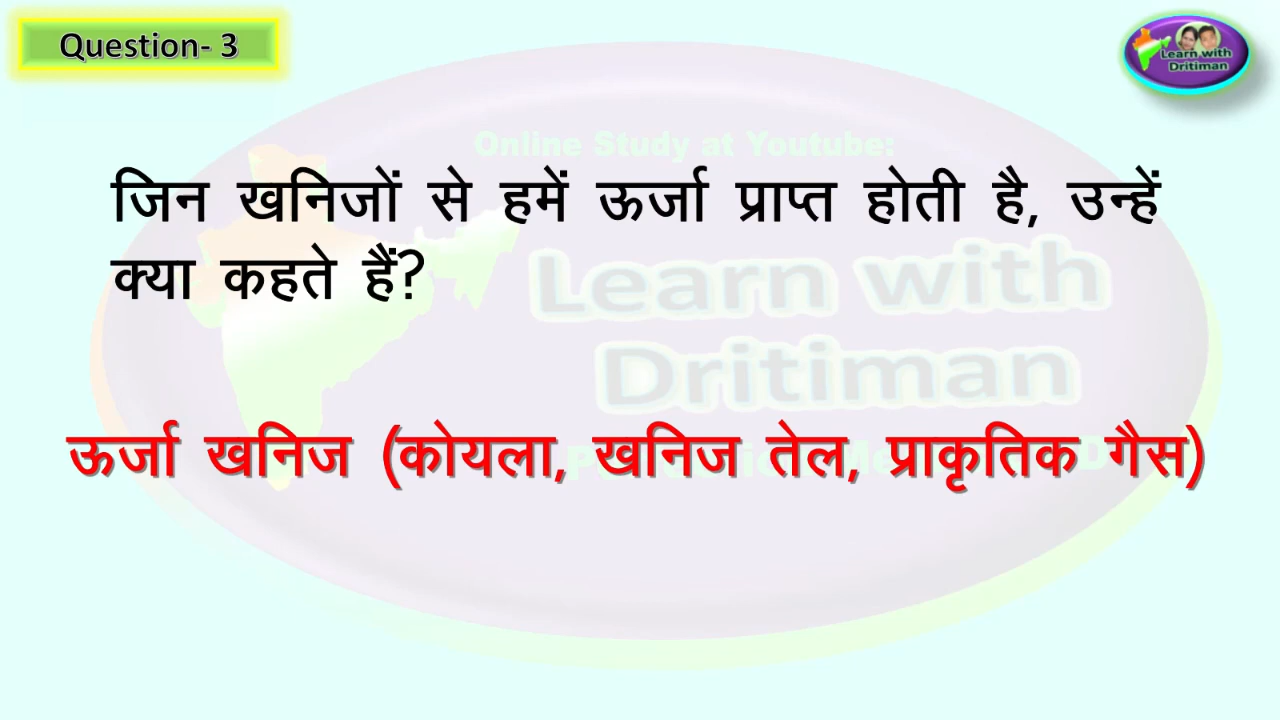 Question- 3
Learn with
Dritiman
Online Study at Youtube:
जिन खनिजों से हमें ऊर्जा प्राप्त होती है, उन्हें
क्या कहते हैं?
Learn with
Dritiman
ऊर्जा खनिज (कोयला, खनिज तेल, प्राकृतिक गैस)